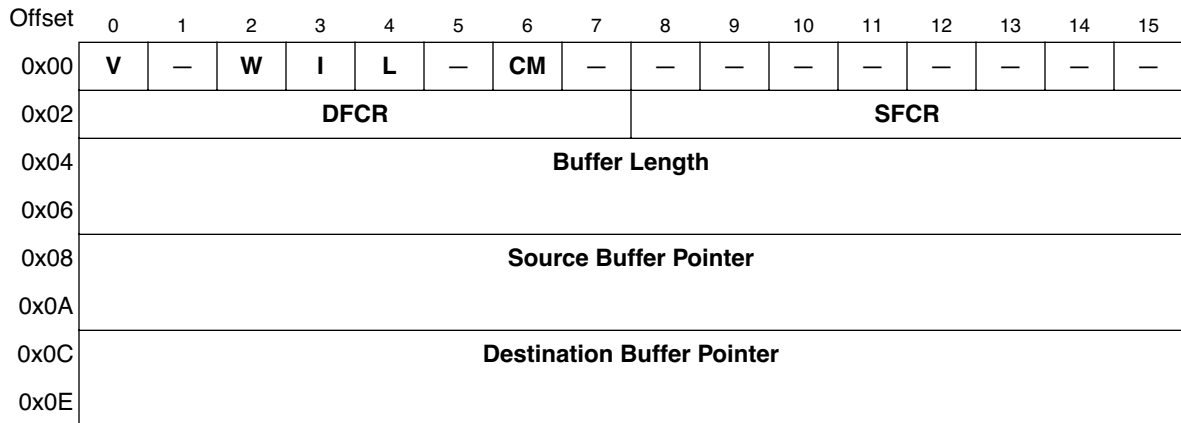 Offset 0 1 2 3 4 5 6 7 8 9 10 11 12 13 14 15
0x00 V — W I L — CM — — — — — — — — —
0x02 DFCR SFCR
0x04 Buffer Length
0x06
0x08 Source Buffer Pointer
0x0A
0x0C Destination Buffer Pointer
0x0E